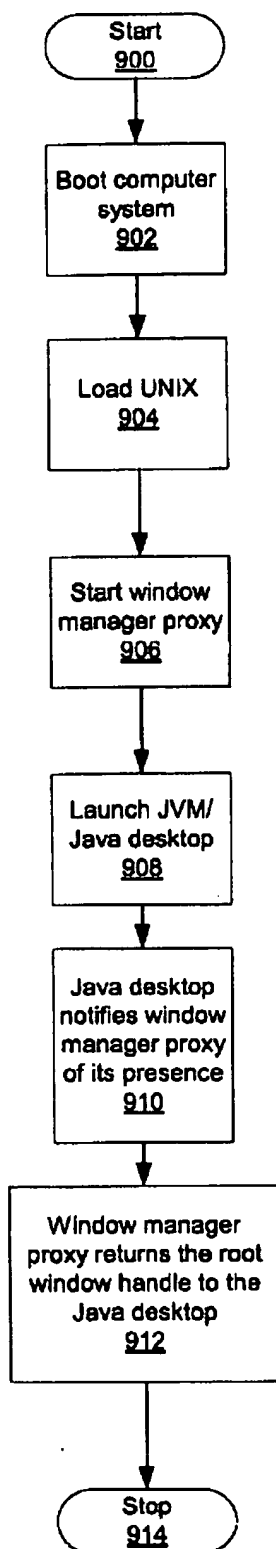 Start
900
Boot computer
system
902
Load UNIX
904
Start window
manager proxy
906
Launch JVM/
Java desktop
908
Java desktop
notifies window
manager proxy
of its presence
910
Window manager
proxy returns the root
window handle to the
Java desktop
912
Stop
914